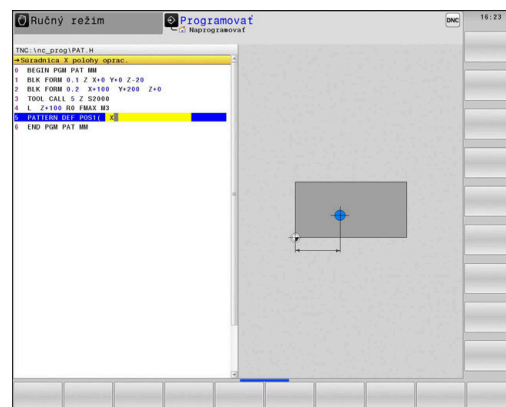 Ručný režim
Programovať
Naprogramovať
DNC
16:23
TNC:\nc_prog\PAT.H
→Súradnica X polohy oprac.
0 BEGIN PGM PAT MM
1 BLK FORM 0.1 Z X+0 Y+0 Z-20
2 BLK FORM 0.2 X+100 Y+200 Z+0
3 TOOL CALL 5 Z S2000
4 L Z+100 R0 FMAX M3
5 PATTERN DEF POS1( X
6 END PGM PAT MM